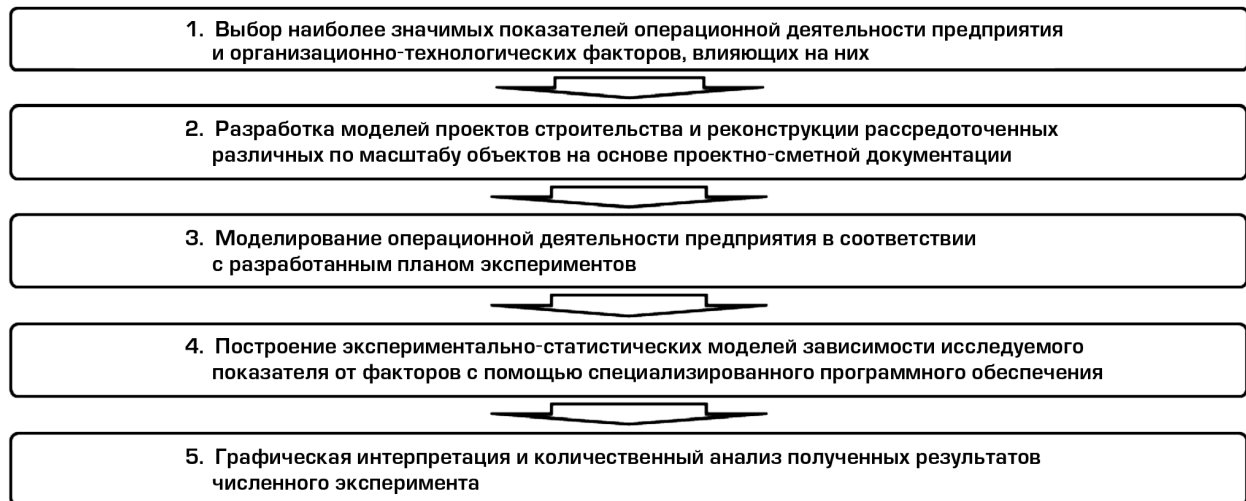 1. Выбор наиболее значимых показателей операционной деятельности предприятия
и организационно-технологических факторов, влияющих на них
2. Разработка моделей проектов строительства и реконструкции рассредоточенных
различных по масштабу объектов на основе проектно-сметной документации
3. Моделирование операционной деятельности предприятия в соответствии
с разработанным планом экспериментов
4. Построение экспериментально-статистических моделей зависимости исследуемого
показателя от факторов с помощью специализированного программного обеспечения
5. Графическая интерпретация и количественный анализ полученных результатов
численного эксперимента